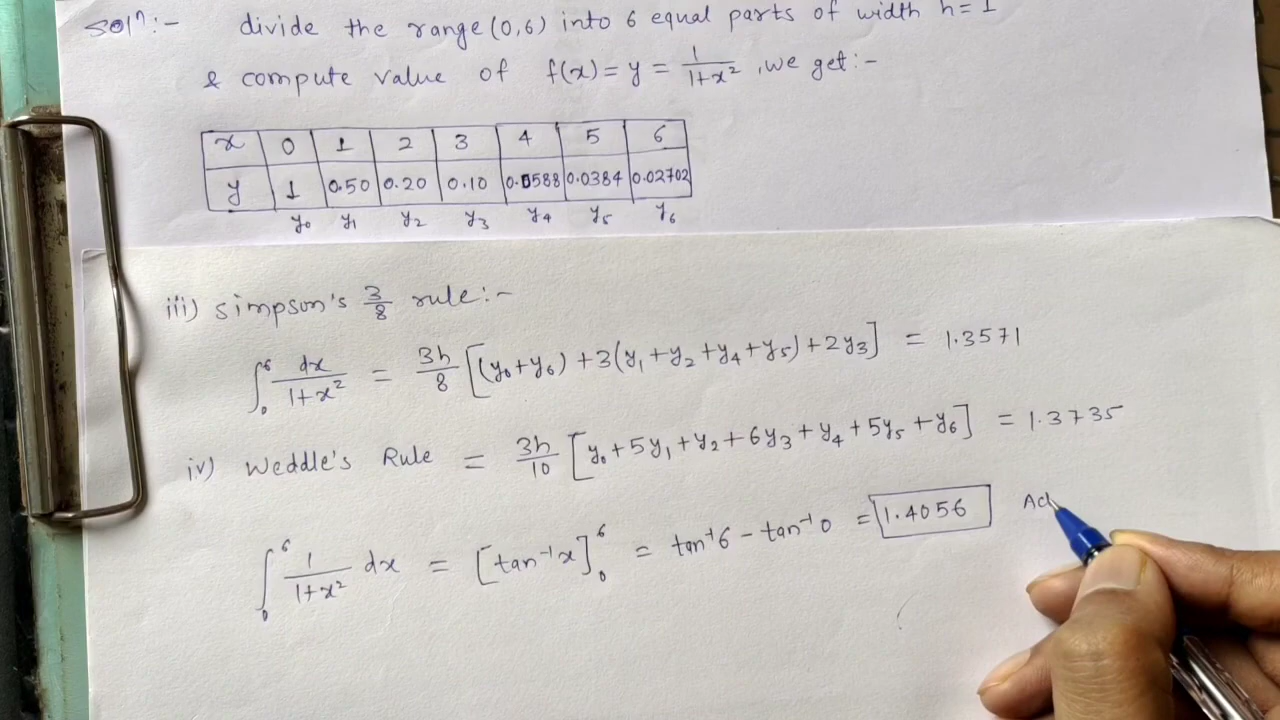 Solⁿ:- divide the range (0,6) into 6 equal parts of width h=1
& compute value of f(x)= y = 1/(1+x²) , we get:-
x 0 1 2 3 4 5 6
y 1 0.50 0.20 0.10 0.0588 0.0384 0.02702
y₀ y₁ y₂ y₃ y₄ y₅ y₆
iii) Simpson's 3/8 rule:-
∫₀⁶ dx/(1+x²) = 3h/8 [(y₀+y₆) +3(y₁+y₂+y₄+y₅)+2y₃] = 1.3571
iv) Weddle's Rule = 3h/10 [y₀+5y₁+y₂+6y₃+y₄+5y₅+y₆] = 1.3735
∫₀⁶ 1/(1+x²) dx = [tan⁻¹x]₀⁶ = tan⁻¹6 - tan⁻¹0 = 1.4056 Ac